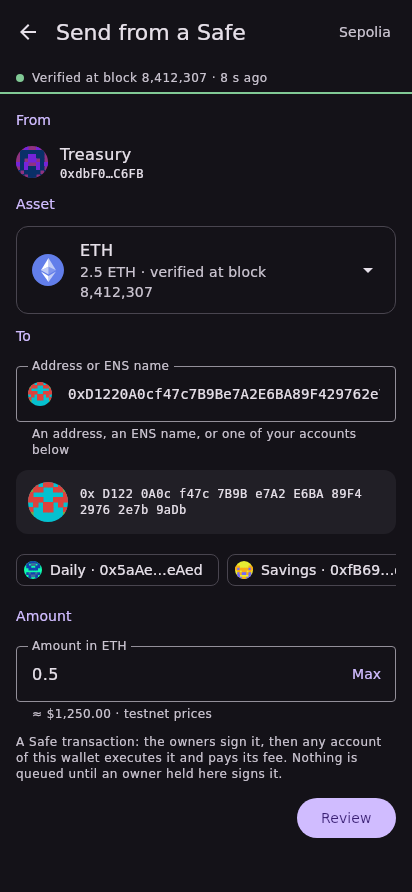 Send from a Safe
Sepolia
Verified at block 8,412,307 · 8 s ago
From
Treasury
0xdbF0…C6FB
Asset
ETH
2.5 ETH · verified at block
8,412,307
To
Address or ENS name
0xD1220A0cf47c7B9Be7A2E6BA89F429762e
An address, an ENS name, or one of your accounts
below
0x D122 0A0c f47c 7B9B e7A2 E6BA 89F4
2976 2e7b 9aDb
Daily · 0x5aAe…eAed
Savings · 0xfB69…
Amount
Amount in ETH
0.5
Max
≈ $1,250.00 · testnet prices
A Safe transaction: the owners sign it, then any account
of this wallet executes it and pays its fee. Nothing is
queued until an owner held here signs it.
Review